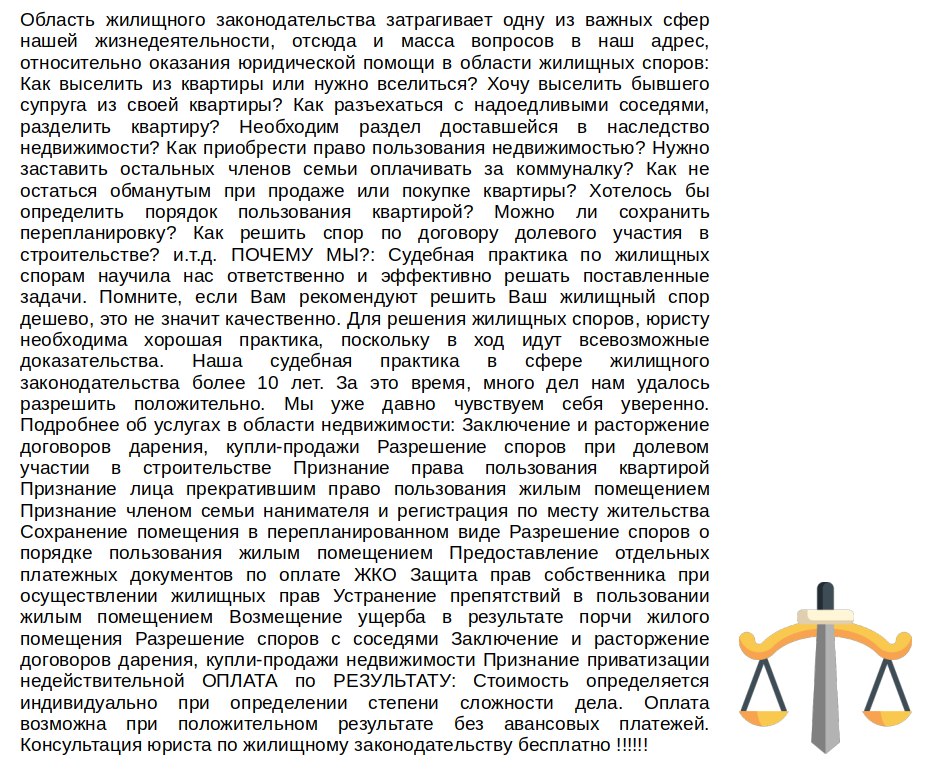 Область жилищного законодательства затрагивает одну из важных сфер
нашей жизнедеятельности, отсюда и масса вопросов в наш адрес,
относительно оказания юридической помощи в области жилищных споров:
Как выселить из квартиры или нужно вселиться? Хочу выселить бывшего
супруга из своей квартиры? Как разъехаться с надоедливыми соседями,
разделить квартиру? Необходим раздел доставшейся в наследство
недвижимости? Как приобрести право пользования недвижимостью? Нужно
заставить остальных членов семьи оплачивать за коммуналку? Как не
остаться обманутым при продаже или покупке квартиры? Хотелось бы
определить порядок пользования квартирой? Можно ли сохранить
перепланировку? Как решить спор по договору долевого участия в
строительстве? и.т.д. ПОЧЕМУ МЫ?: Судебная практика по жилищных
спорам научила нас ответственно и эффективно решать поставленные
задачи. Помните, если Вам рекомендуют решить Ваш жилищный спор
дешево, это не значит качественно. Для решения жилищных споров, юристу
необходима хорошая практика, поскольку в ход идут всевозможные
доказательства. Наша судебная практика в сфере жилищного
законодательства более 10 лет. За это время, много дел нам удалось
разрешить положительно. Мы уже давно чувствуем себя уверенно.
Подробнее об услугах в области недвижимости: Заключение и расторжение
договоров дарения, купли-продажи Разрешение споров при долевом
участии в строительстве Признание права пользования квартирой
Признание лица прекратившим право пользования жилым помещением
Признание членом семьи нанимателя и регистрация по месту жительства
Сохранение помещения в перепланированном виде Разрешение споров о
порядке пользования жилым помещением Предоставление отдельных
платежных документов по оплате ЖКО Защита прав собственника при
осуществлении жилищных прав Устранение препятствий в пользовании
жилым помещением Возмещение ущерба в результате порчи жилого
помещения Разрешение споров с соседями Заключение и расторжение
договоров дарения, купли-продажи недвижимости Признание приватизации
недействительной ОПЛАТА по РЕЗУЛЬТАТУ: Стоимость определяется
индивидуально при определении степени сложности дела. Оплата
возможна при положительном результате без авансовых платежей.
Консультация юриста по жилищному законодательству бесплатно !!!!!!